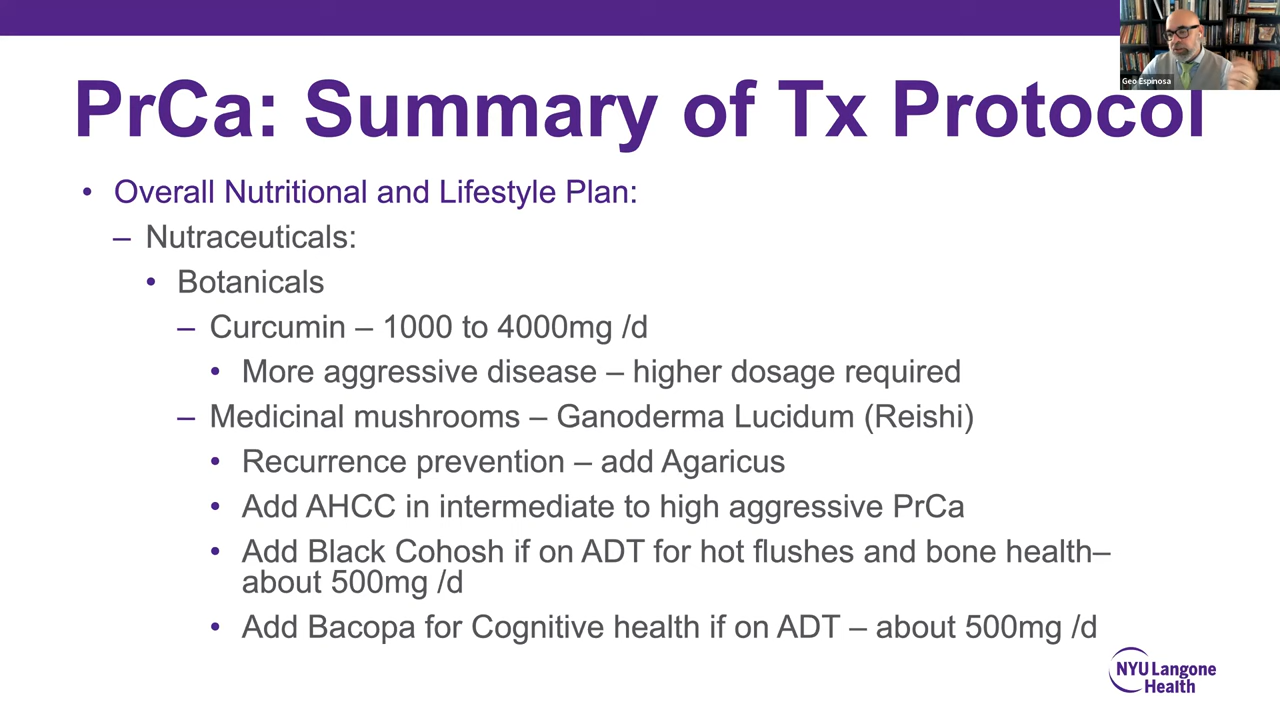 Geo Espinosa
PrCa: Summary of Tx Protocol
• Overall Nutritional and Lifestyle Plan:
– Nutraceuticals:
• Botanicals
– Curcumin – 1000 to 4000mg /d
• More aggressive disease – higher dosage required
– Medicinal mushrooms – Ganoderma Lucidum (Reishi)
• Recurrence prevention – add Agaricus
• Add AHCC in intermediate to high aggressive PrCa
• Add Black Cohosh if on ADT for hot flushes and bone health–
about 500mg /d
• Add Bacopa for Cognitive health if on ADT – about 500mg /d
NYU Langone
Health